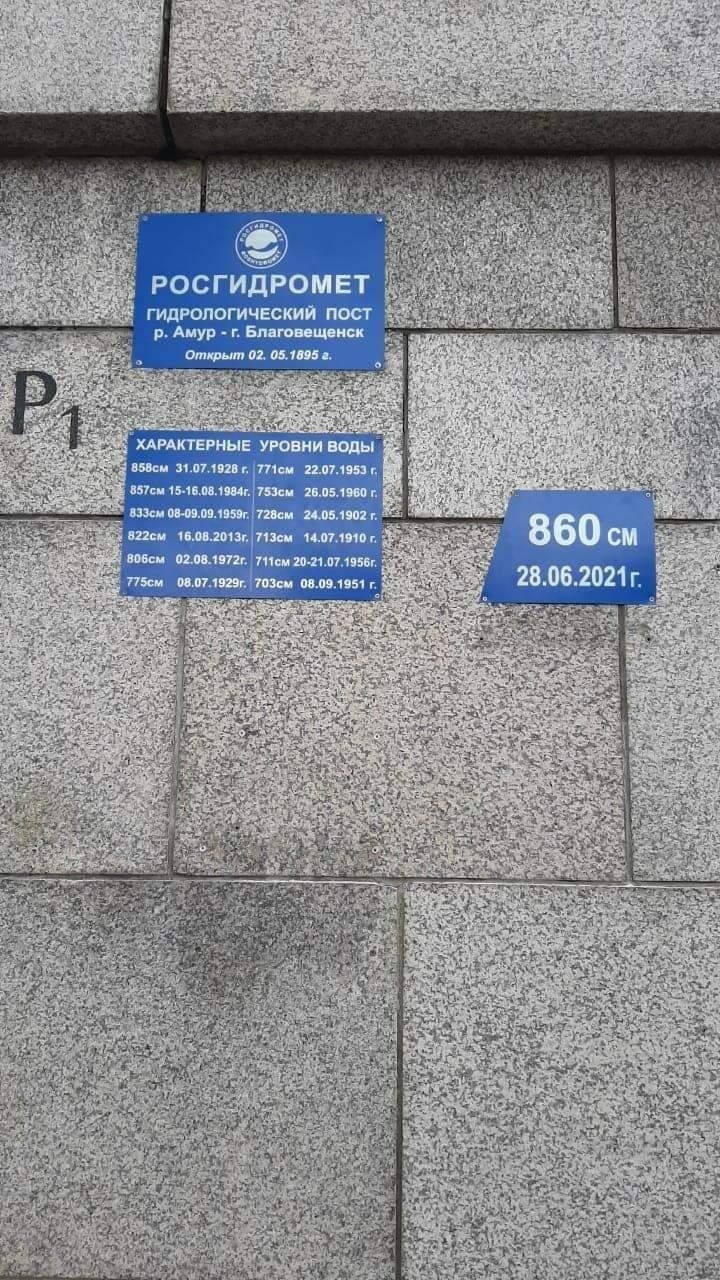 РОСГИДРОМЕТ
РОСГИДРОМЕТ
ГИДРОЛОГИЧЕСКИЙ ПОСТ
р. Амур - г. Благовещенск
Открыт 02. 05.1895 г.
Р1
ХАРАКТЕРНЫЕ УРОВНИ ВОДЫ
858см 31.07.1928 г. 771см 22.07.1953 г.
857см 15-16.08.1984г. 753см 26.05.1960 г.
833см 08-09.09.1959г. 728см 24.05.1902 г.
822см 16.08.2013г. 713см 14.07.1910 г.
806см 02.08.1972г. 711см 20-21.07.1956г.
775см 08.07.1929г. 703см 08.09.1951 г.
860 см
28.06.2021г.